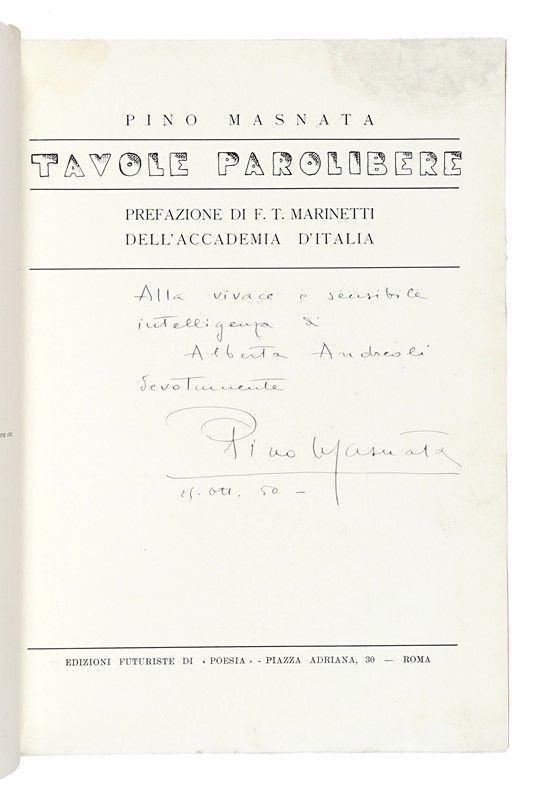 PINO MASNATA
TAVOLE PAROLIBERE
PREFAZIONE DI F. T. MARINETTI
DELL'ACCADEMIA D'ITALIA
Alla vivace e sensibile
intelligenza di
Alberta Andreoli
devotamente
Pino Masnata
Ott. 50 –
EDIZIONI FUTURISTE DI « POESIA » - PIAZZA ADRIANA, 30 — ROMA